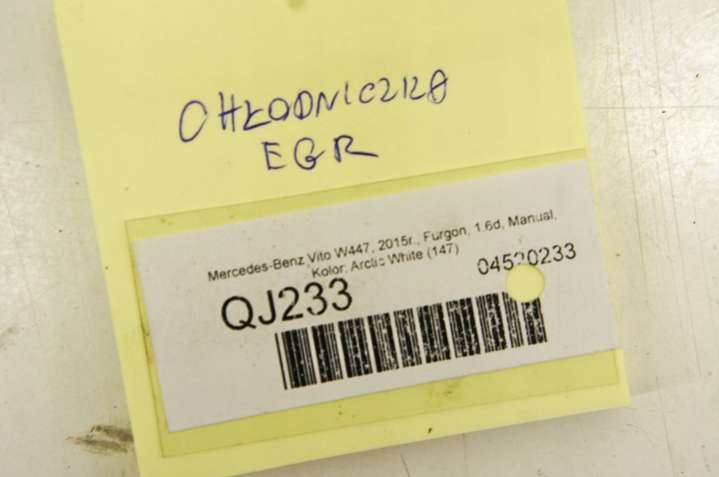 CHŁODNICZKA
EGR
Mercedes-Benz Vito W447, 2015r., Furgon, 1.6d, Manual,
Kolor: Arctic White (147)
QJ233
04520233